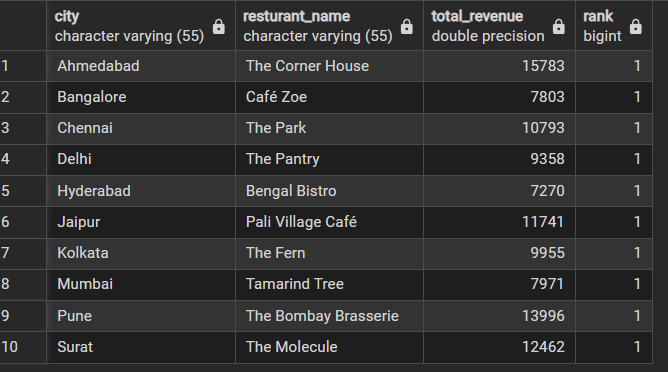 city resturant_name total_revenue rank
character varying (55) character varying (55) double precision bigint
1 Ahmedabad The Corner House 15783 1
2 Bangalore Café Zoe 7803 1
3 Chennai The Park 10793 1
4 Delhi The Pantry 9358 1
5 Hyderabad Bengal Bistro 7270 1
6 Jaipur Pali Village Café 11741 1
7 Kolkata The Fern 9955 1
8 Mumbai Tamarind Tree 7971 1
9 Pune The Bombay Brasserie 13996 1
10 Surat The Molecule 12462 1